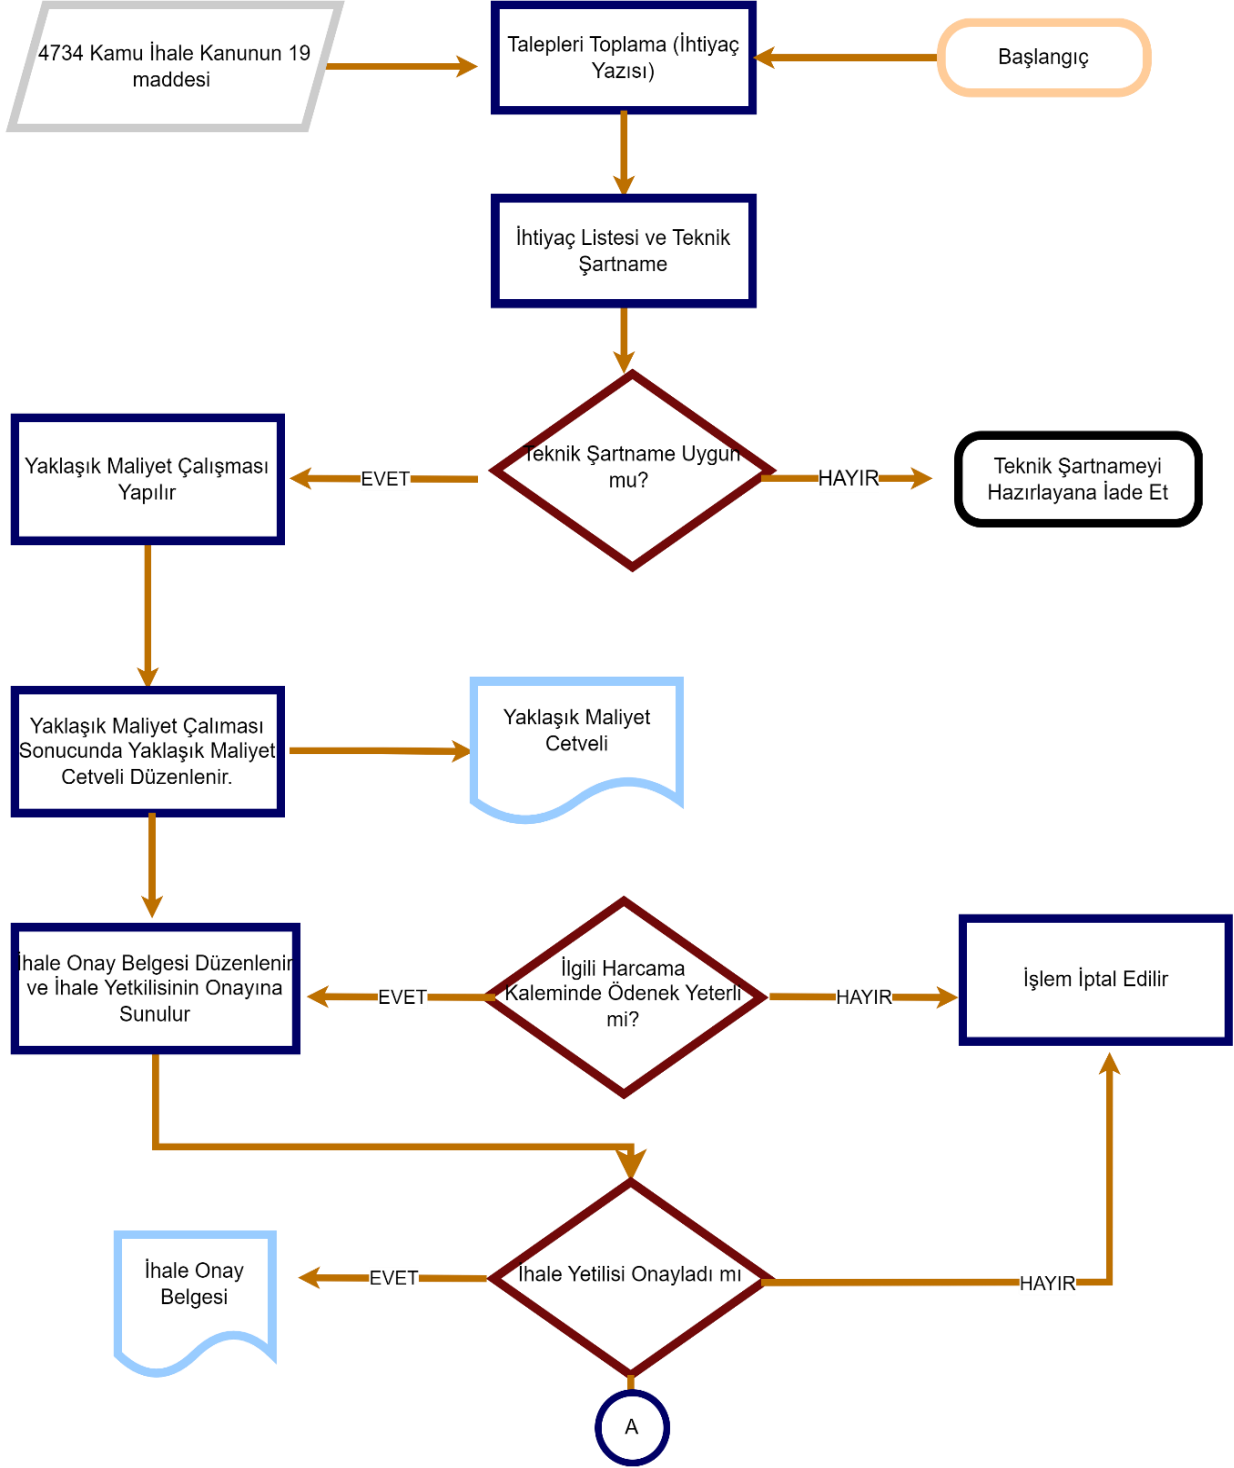 4734 Kamu İhale Kanunun 19
maddesi
Talepleri Toplama (İhtiyaç
Yazısı)
Başlangıç
İhtiyaç Listesi ve Teknik
Şartname
Teknik Şartname Uygun
mu?
EVET
HAYIR
Yaklaşık Maliyet Çalışması
Yapılır
Teknik Şartnameyi
Hazırlayana İade Et
Yaklaşık Maliyet Çalıması
Sonucunda Yaklaşık Maliyet
Cetveli Düzenlenir.
Yaklaşık Maliyet
Cetveli
İhale Onay Belgesi Düzenlenir
ve İhale Yetkilisinin Onayına
Sunulur
EVET
İlgili Harcama
Kaleminde Ödenek Yeterli
mi?
HAYIR
İşlem İptal Edilir
İhale Onay
Belgesi
EVET
İhale Yetilisi Onayladı mı
HAYIR
A